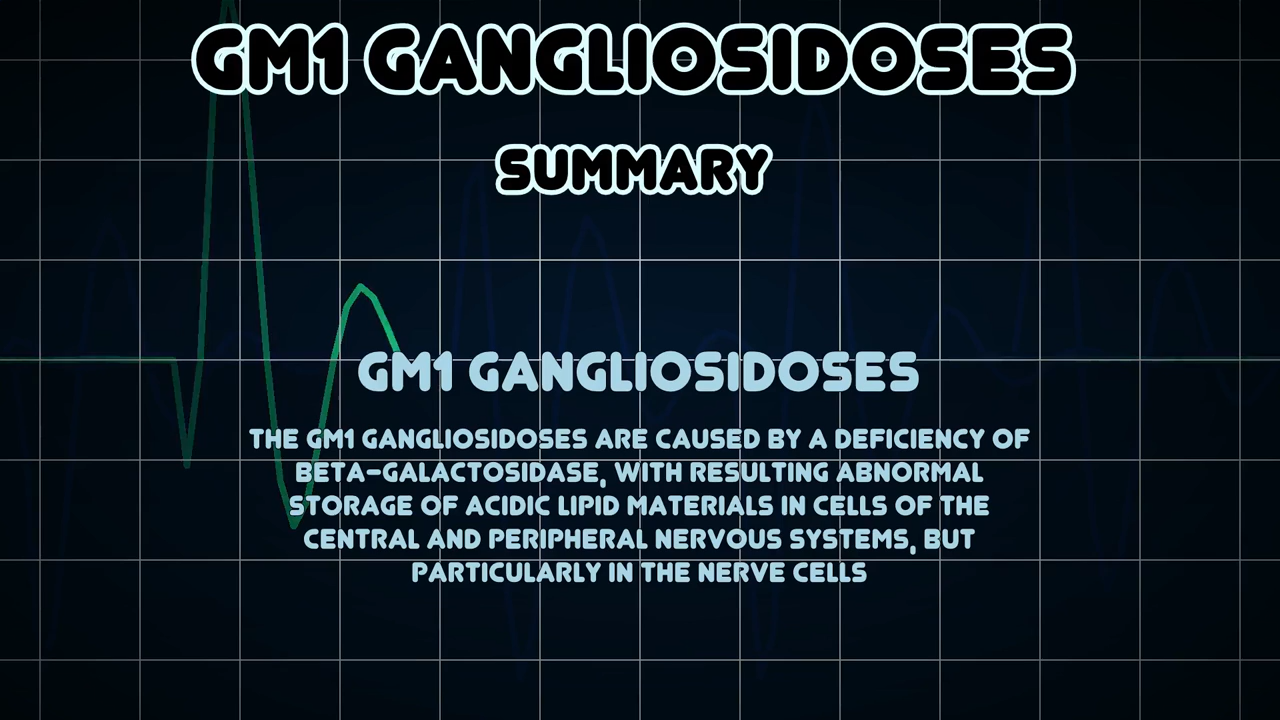 GM1 GANGLIOSIDOSES
SUMMARY
GM1 GANGLIOSIDOSES
THE GM1 GANGLIOSIDOSES ARE CAUSED BY A DEFICIENCY OF
BETA-GALACTOSIDASE, WITH RESULTING ABNORMAL
STORAGE OF ACIDIC LIPID MATERIALS IN CELLS OF THE
CENTRAL AND PERIPHERAL NERVOUS SYSTEMS, BUT
PARTICULARLY IN THE NERVE CELLS